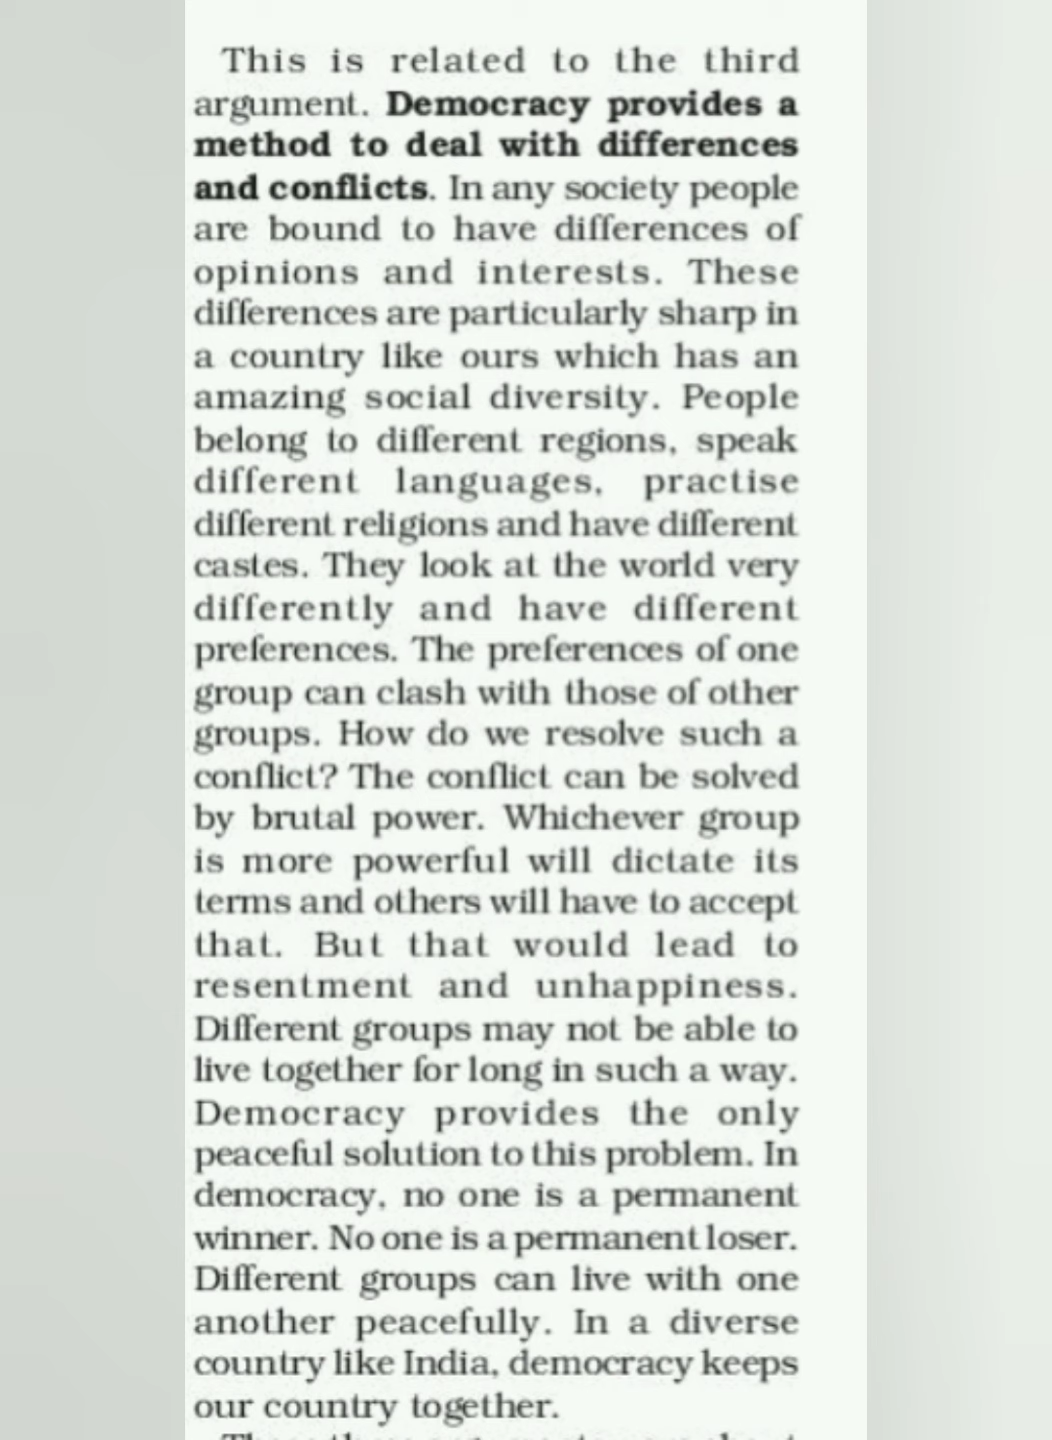 This is related to the third
argument. Democracy provides a
method to deal with differences
and conflicts. In any society people
are bound to have differences of
opinions and interests. These
differences are particularly sharp in
a country like ours which has an
amazing social diversity. People
belong to different regions, speak
different languages, practise
different religions and have different
castes. They look at the world very
differently and have different
preferences. The preferences of one
group can clash with those of other
groups. How do we resolve such a
conflict? The conflict can be solved
by brutal power. Whichever group
is more powerful will dictate its
terms and others will have to accept
that. But that would lead to
resentment and unhappiness.
Different groups may not be able to
live together for long in such a way.
Democracy provides the only
peaceful solution to this problem. In
democracy, no one is a permanent
winner. No one is a permanent loser.
Different groups can live with one
another peacefully. In a diverse
country like India, democracy keeps
our country together.